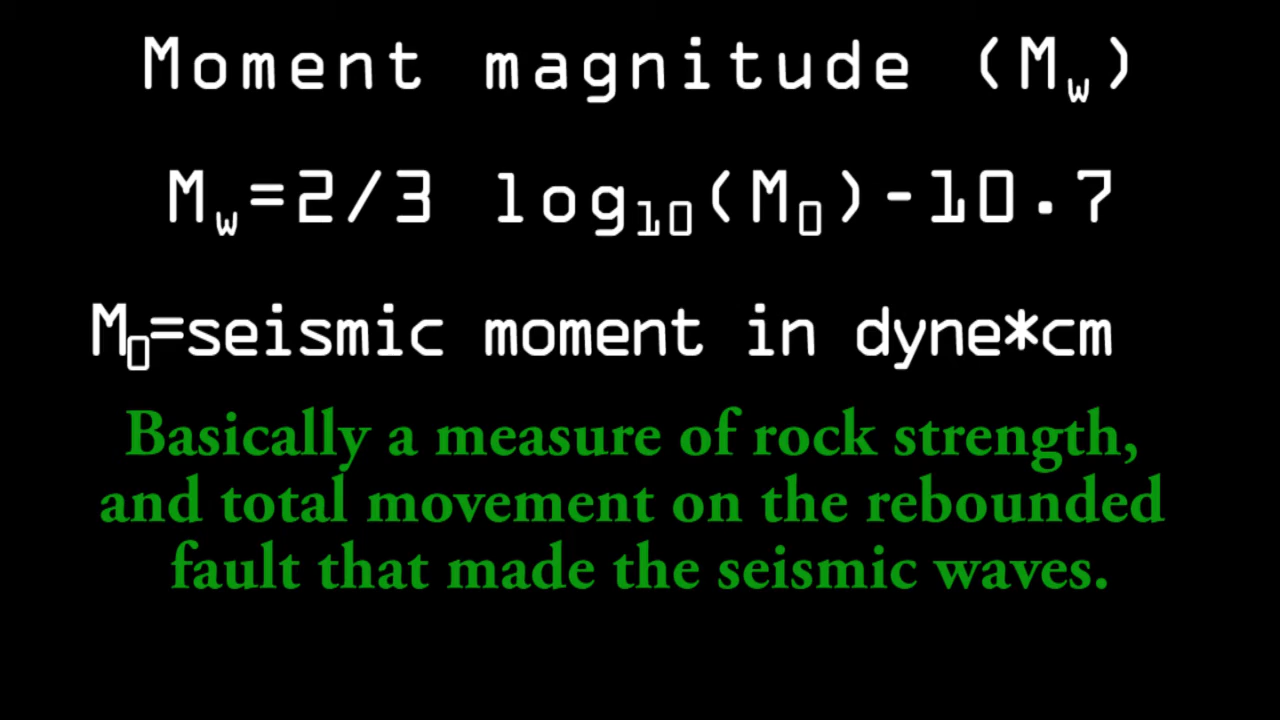 Moment magnitude (Mw)
Mw=2/3 log10(M0)-10.7
M0=seismic moment in dyne*cm
Basically a measure of rock strength,
and total movement on the rebounded
fault that made the seismic waves.